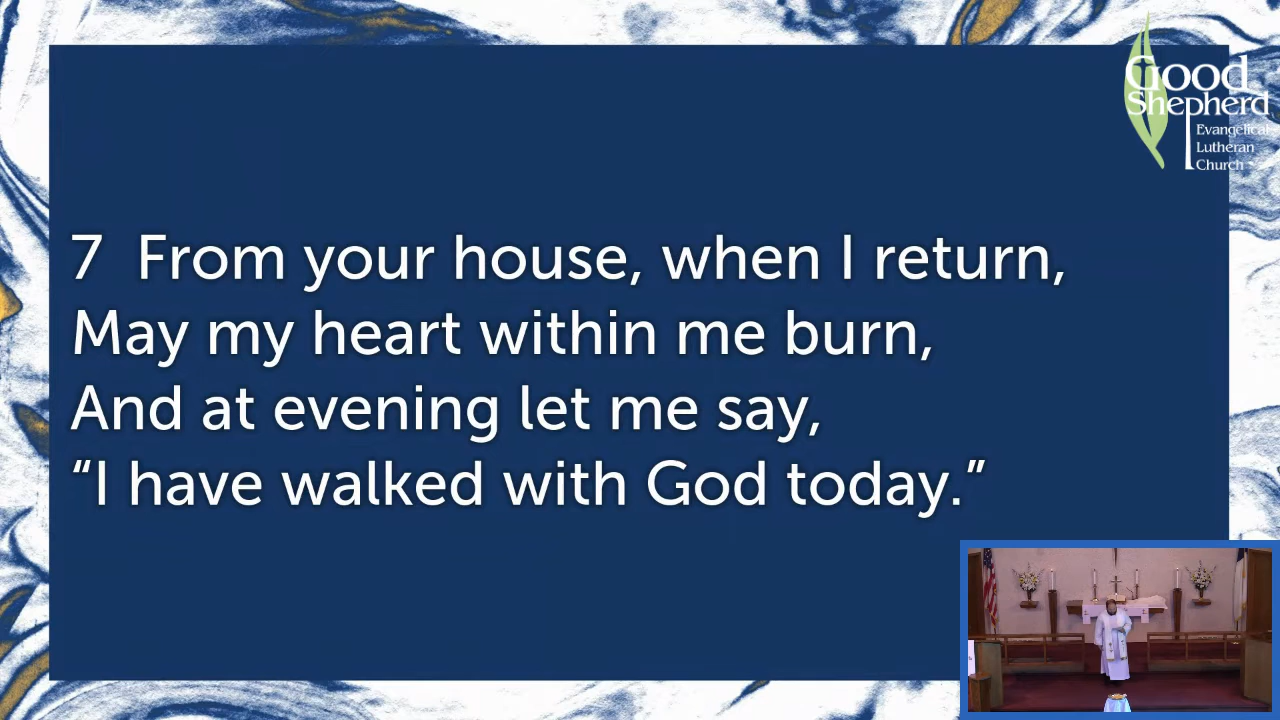 Good
Shepherd
Evangelical
Lutheran
Church
7 From your house, when I return,
May my heart within me burn,
And at evening let me say,
“I have walked with God today.”